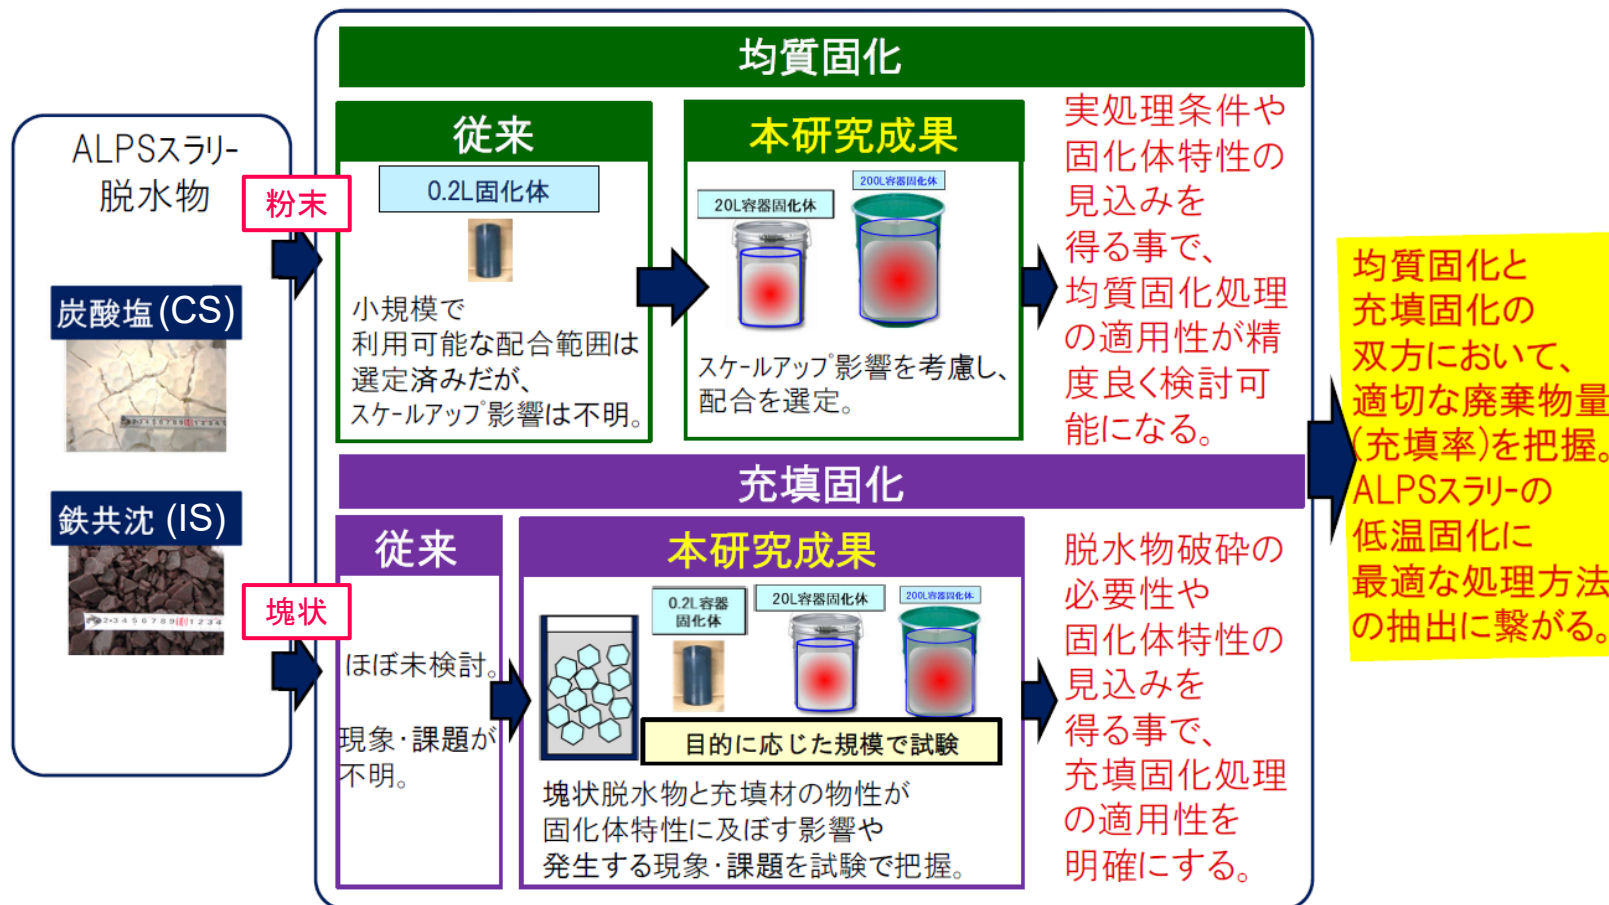 均質固化
ALPSスラリー
脱水物
粉末
炭酸塩(CS)
鉄共沈(IS)
塊状
従来
0.2L固化体
小規模で
利用可能な配合範囲は
選定済みだが、
スケールアップ影響は不明。
本研究成果
20L容器固化体
200L容器固化体
スケールアップ影響を考慮し、
配合を選定。
実処理条件や
固化体特性の
見込みを
得る事で、
均質固化処理
の適用性が精
度良く検討可
能になる。
充填固化
従来
ほぼ未検討。
現象・課題が
不明。
本研究成果
0.2L容器
固化体
20L容器固化体
200L容器固化体
目的に応じた規模で試験
塊状脱水物と充填材の物性が
固化体特性に及ぼす影響や
発生する現象・課題を試験で把握。
脱水物破砕の
必要性や
固化体特性の
見込みを
得る事で、
充填固化処理
の適用性を
明確にする。
均質固化と
充填固化の
双方において、
適切な廃棄物量
(充填率)を把握。
ALPSスラリーの
低温固化に
最適な処理方法
の抽出に繋がる。